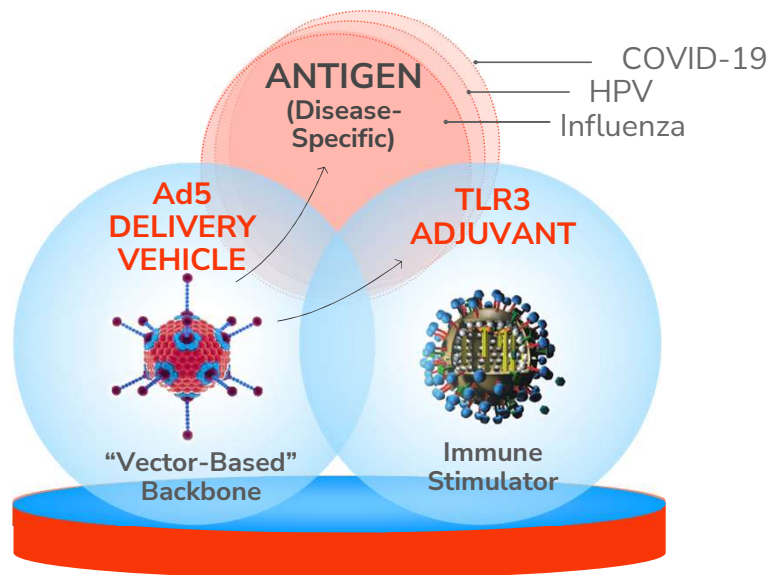 ANTIGEN
(Disease-
Specific)
COVID-19
HPV
Influenza
Ad5
DELIVERY
VEHICLE
TLR3
ADJUVANT
“Vector-Based”
Backbone
Immune
Stimulator